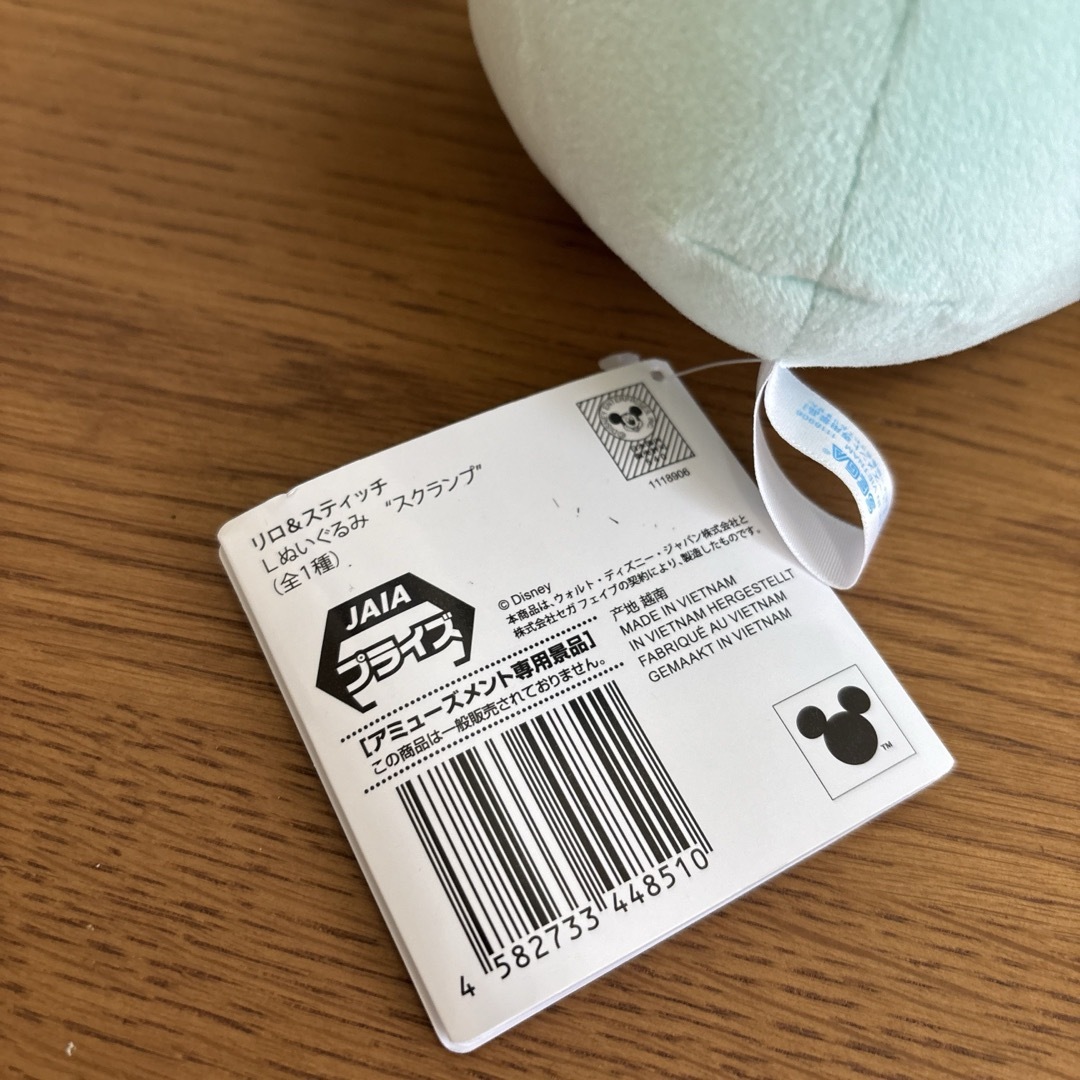 リロ&スティッチ
Lぬいぐるみ “スクランプ”
(全1種)
1118906
JAIA
プライズ
© Disney
本商品は、ウォルト・ディズニー・ジャパン株式会社と
株式会社セガ フェイブの契約により、製造したものです。
[アミューズメント専用景品]
この商品は一般販売されておりません。
产地 越南
MADE IN VIETNAM
IN VIETNAM HERGESTELLT
FABRIQUÉ AU VIETNAM
GEMAAKT IN VIETNAM
TM
4 582733 448510
SEGA
VIETNAM
1118906